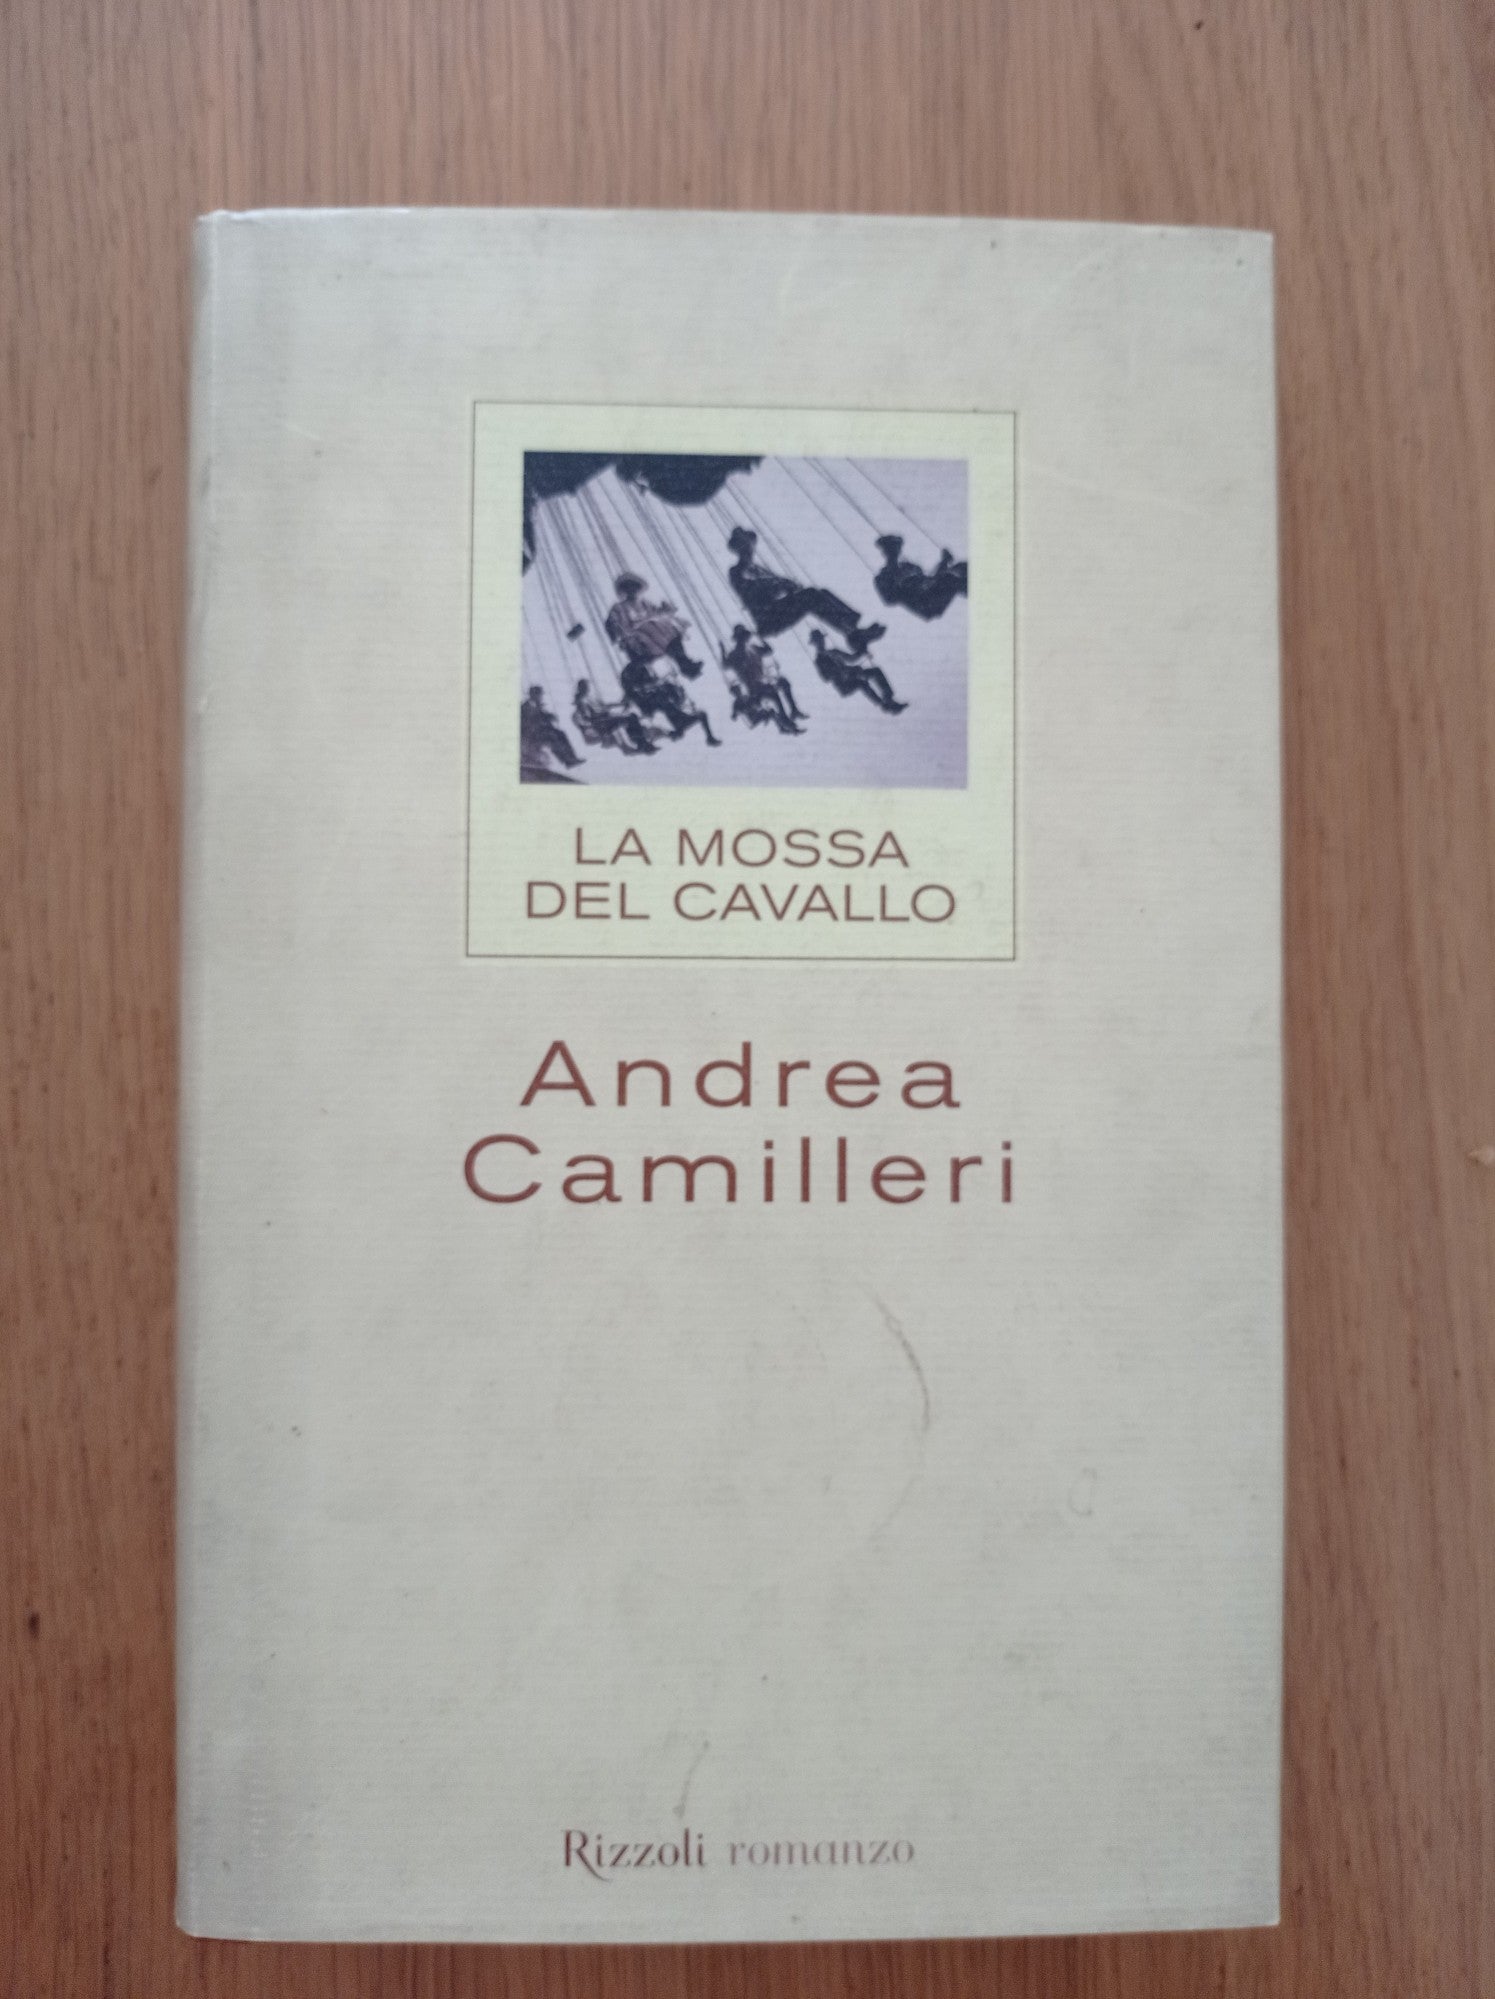 LA MOSSA
DEL CAVALLO
Andrea
Camilleri
Rizzoli romanzo